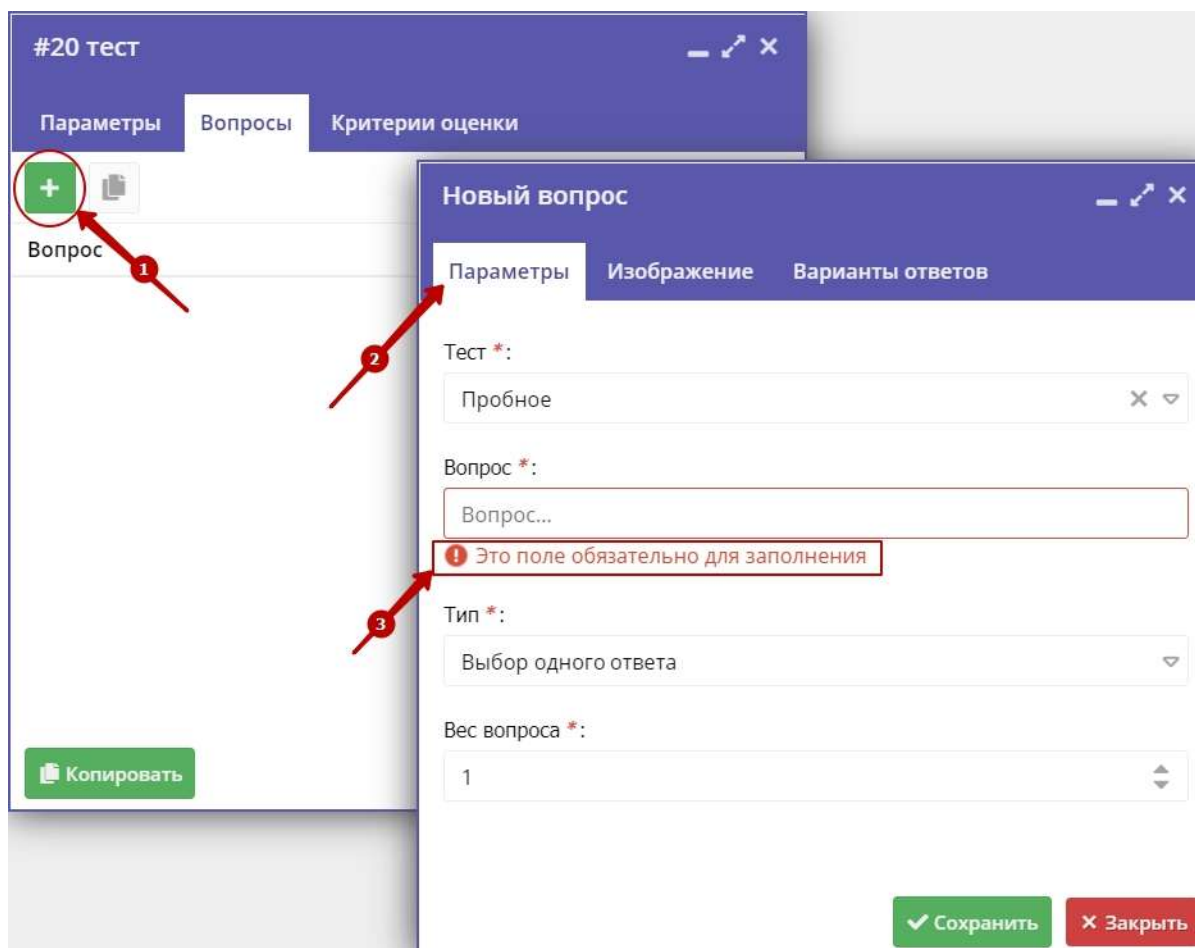 #20 тест
Параметры Вопросы Критерии оценки
+
Вопрос
1
Копировать
Новый вопрос
Параметры Изображение Варианты ответов
2
Тест *:
Пробное
Вопрос *:
Вопрос...
Это поле обязательно для заполнения
3
Тип *:
Выбор одного ответа
Вес вопроса *:
1
Сохранить Закрыть